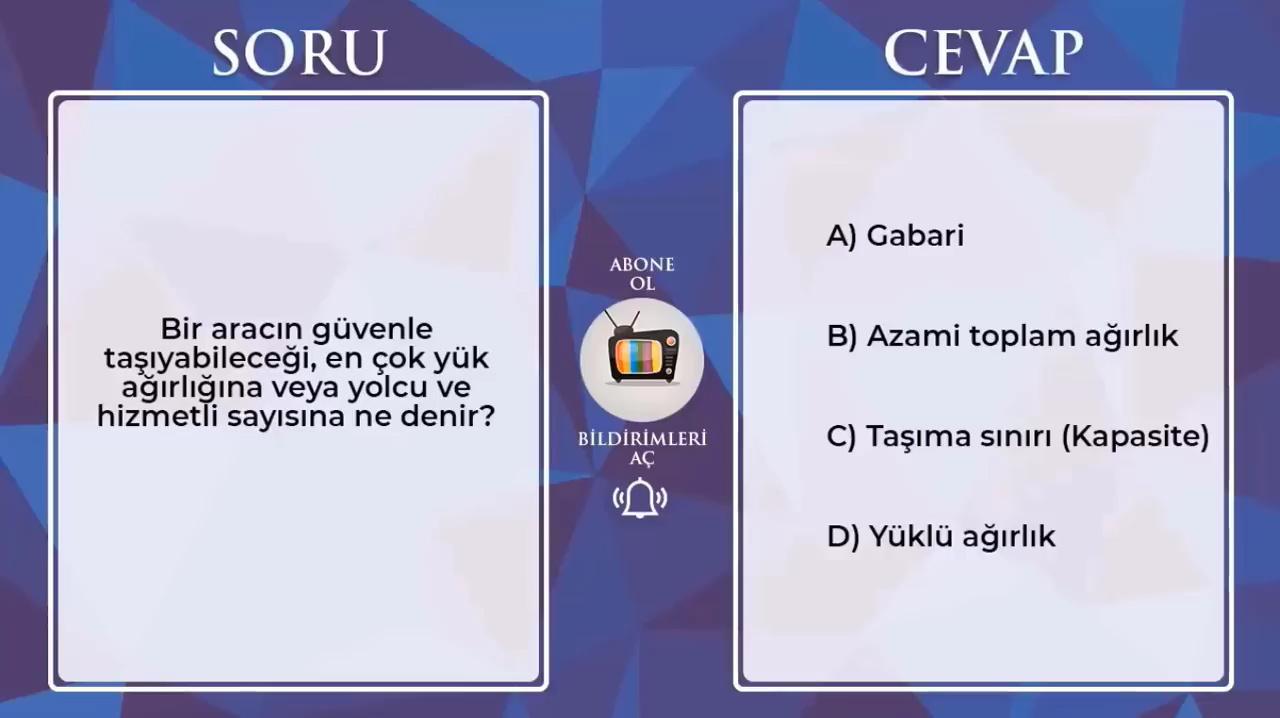 SORU
Bir aracın güvenle
taşıyabileceği, en çok yük
ağırlığına veya yolcu ve
hizmetli sayısına ne denir?
ABONE
OL
BİLDİRİMLERİ
AÇ
CEVAP
A) Gabari
B) Azami toplam ağırlık
C) Taşıma sınırı (Kapasite)
D) Yüklü ağırlık